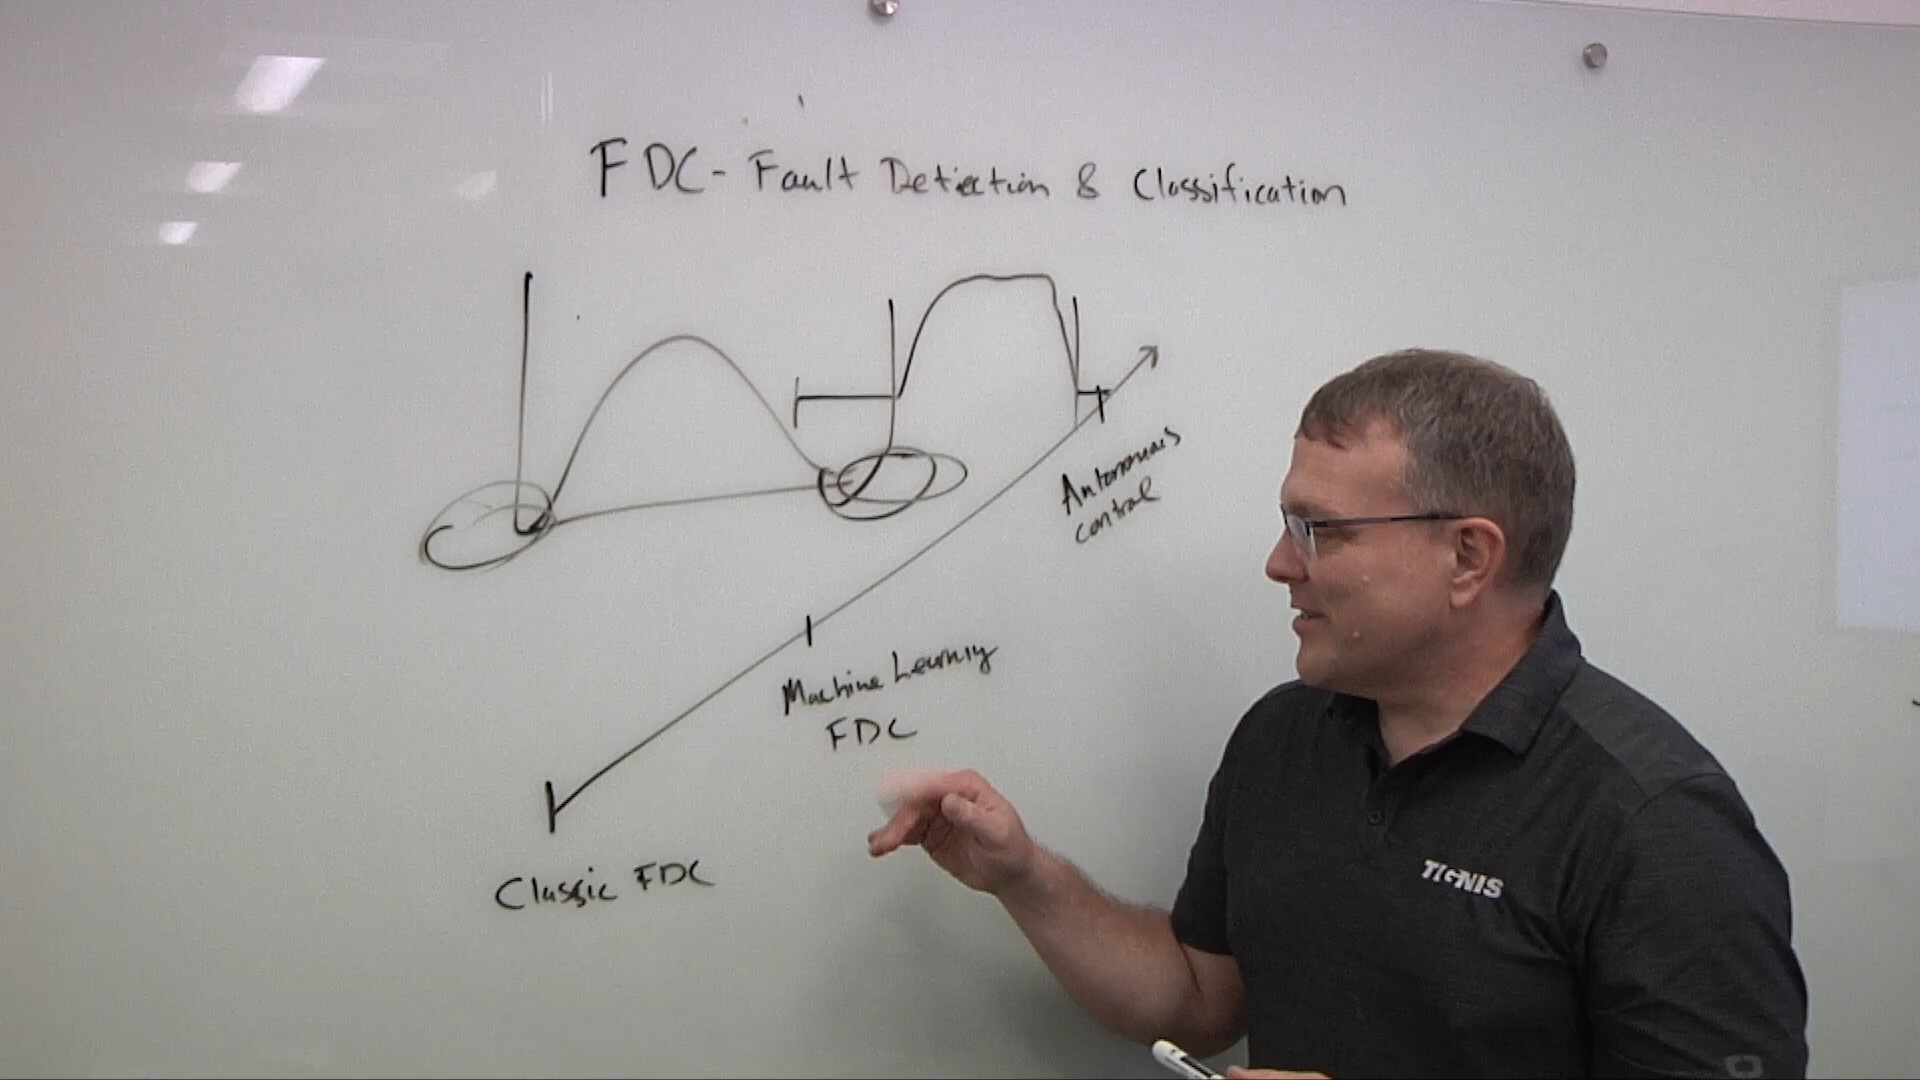 FDC - Fault Detection & Classification
Autonomous
control
Machine Learning
FDC
Classic FDC
TIGNIS